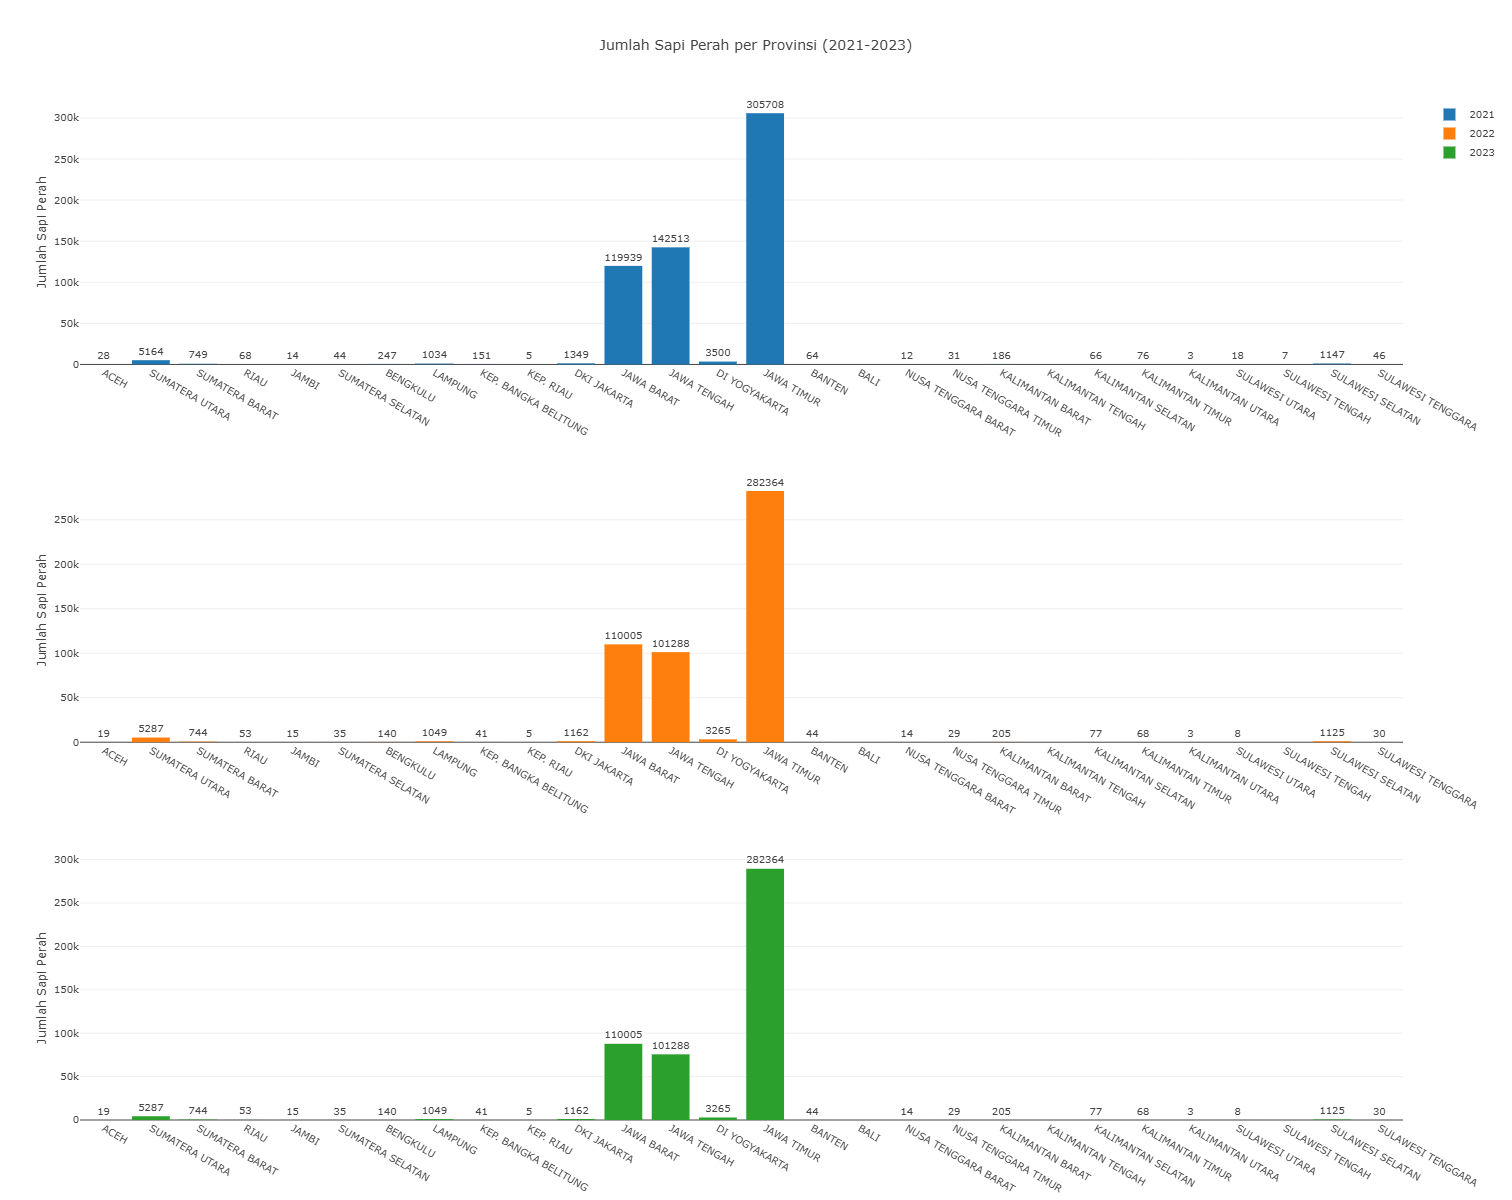 Jumlah Sapi Perah per Provinsi (2021-2023)
2021
2022
2023
Jumlah Sapi Perah
300k
250k
200k
150k
100k
50k
0
28 5164 749 68 14 44 247 1034 151 5 1349 119939 142513 3500 305708 64 12 31 186 66 76 3 18 7 1147 46
ACEH
SUMATERA UTARA
SUMATERA BARAT
RIAU
JAMBI
SUMATERA SELATAN
BENGKULU
LAMPUNG
KEP. BANGKA BELITUNG
KEP. RIAU
DKI JAKARTA
JAWA BARAT
JAWA TENGAH
DI YOGYAKARTA
JAWA TIMUR
BANTEN
BALI
NUSA TENGGARA BARAT
NUSA TENGGARA TIMUR
KALIMANTAN BARAT
KALIMANTAN TENGAH
KALIMANTAN SELATAN
KALIMANTAN TIMUR
KALIMANTAN UTARA
SULAWESI UTARA
SULAWESI TENGAH
SULAWESI SELATAN
SULAWESI TENGGARA
Jumlah Sapi Perah
250k
200k
150k
100k
50k
0
19 5287 744 53 15 35 140 1049 41 5 1162 110005 101288 3265 282364 44 14 29 205 77 68 3 8 1125 30
ACEH
SUMATERA UTARA
SUMATERA BARAT
RIAU
JAMBI
SUMATERA SELATAN
BENGKULU
LAMPUNG
KEP. BANGKA BELITUNG
KEP. RIAU
DKI JAKARTA
JAWA BARAT
JAWA TENGAH
DI YOGYAKARTA
JAWA TIMUR
BANTEN
BALI
NUSA TENGGARA BARAT
NUSA TENGGARA TIMUR
KALIMANTAN BARAT
KALIMANTAN TENGAH
KALIMANTAN SELATAN
KALIMANTAN TIMUR
KALIMANTAN UTARA
SULAWESI UTARA
SULAWESI TENGAH
SULAWESI SELATAN
SULAWESI TENGGARA
Jumlah Sapi Perah
300k
250k
200k
150k
100k
50k
0
19 5287 744 53 15 35 140 1049 41 5 1162 110005 101288 3265 282364 44 14 29 205 77 68 3 8 1125 30
ACEH
SUMATERA UTARA
SUMATERA BARAT
RIAU
JAMBI
SUMATERA SELATAN
BENGKULU
LAMPUNG
KEP. BANGKA BELITUNG
KEP. RIAU
DKI JAKARTA
JAWA BARAT
JAWA TENGAH
DI YOGYAKARTA
JAWA TIMUR
BANTEN
BALI
NUSA TENGGARA BARAT
NUSA TENGGARA TIMUR
KALIMANTAN BARAT
KALIMANTAN TENGAH
KALIMANTAN SELATAN
KALIMANTAN TIMUR
KALIMANTAN UTARA
SULAWESI UTARA
SULAWESI TENGAH
SULAWESI SELATAN
SULAWESI TENGGARA